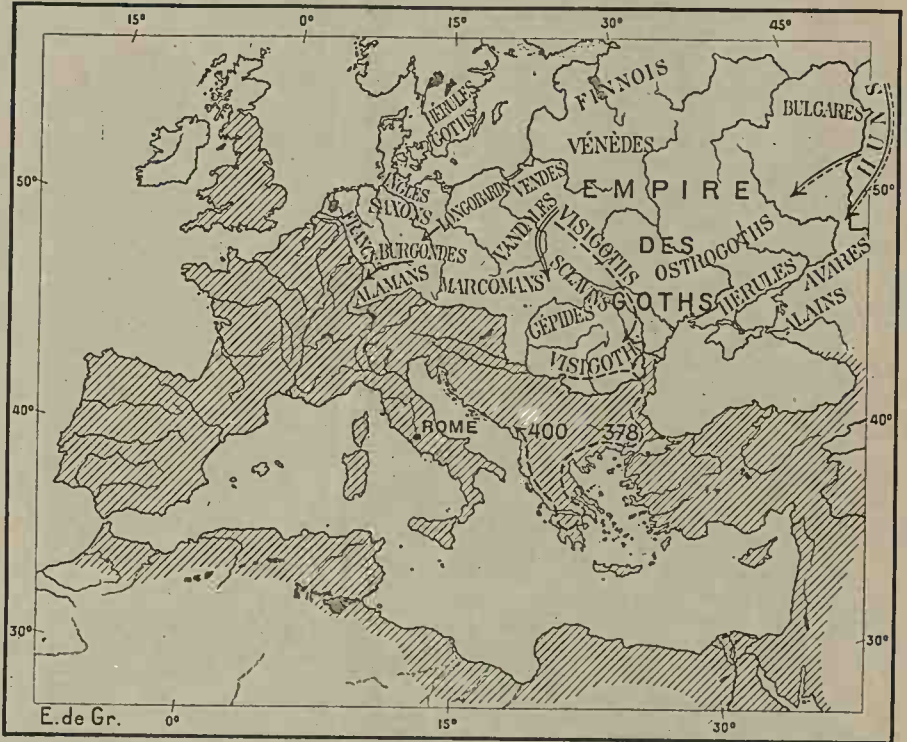 15° 0° 15° 30° 45°
HUNS
FINNOIS
BULGARES
HÉRULES
GOTHS
VÉNÈDES
50° 50°
ANGLES
SAXONS
LONGOBARDS
VENDES
EMPIRE
FRANCS
BURGONDES
VANDALES
VISIGOTHS
DES
OSTROGOTHS
ALAMANS
MARCOMANS
SCLAVINS
GOTHS
HÉRULES
AVARES
ALAINS
GÉPIDES
VISIGOTHS
40° 40°
ROME
400 378
30° 30°
E.de Gr.
0° 15° 30°